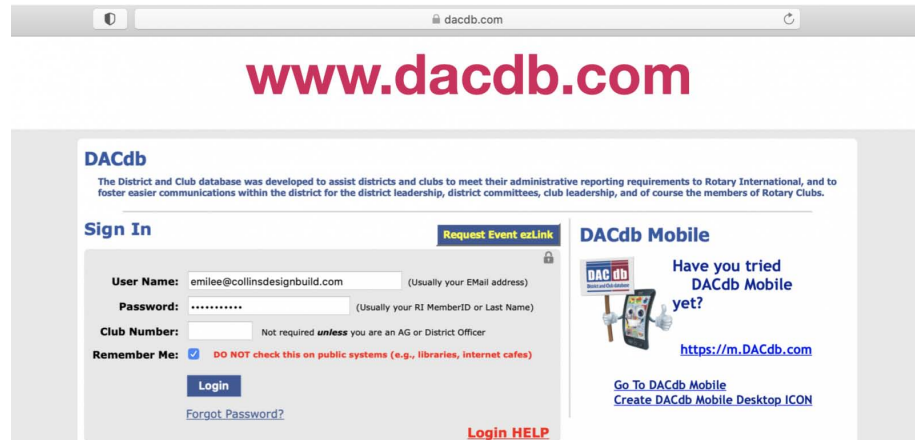 dacdb.com
www.dacdb.com
DACdb
The District and Club database was developed to assist districts and clubs to meet their administrative reporting requirements to Rotary International, and to
foster easier communications within the district for the district leadership, district committees, club leadership, and of course the members of Rotary Clubs.
Sign In
Request Event ezLink
User Name: emilee@collinsdesignbuild.com (Usually your EMail address)
Password: •••••••••• (Usually your RI MemberID or Last Name)
Club Number: Not required unless you are an AG or District Officer
Remember Me: DO NOT check this on public systems (e.g., libraries, internet cafes)
Login
Forgot Password?
Login HELP
DACdb Mobile
DAC db
District and Club database
Have you tried
DACdb Mobile
yet?
https://m.DACdb.com
Go To DACdb Mobile
Create DACdb Mobile Desktop ICON